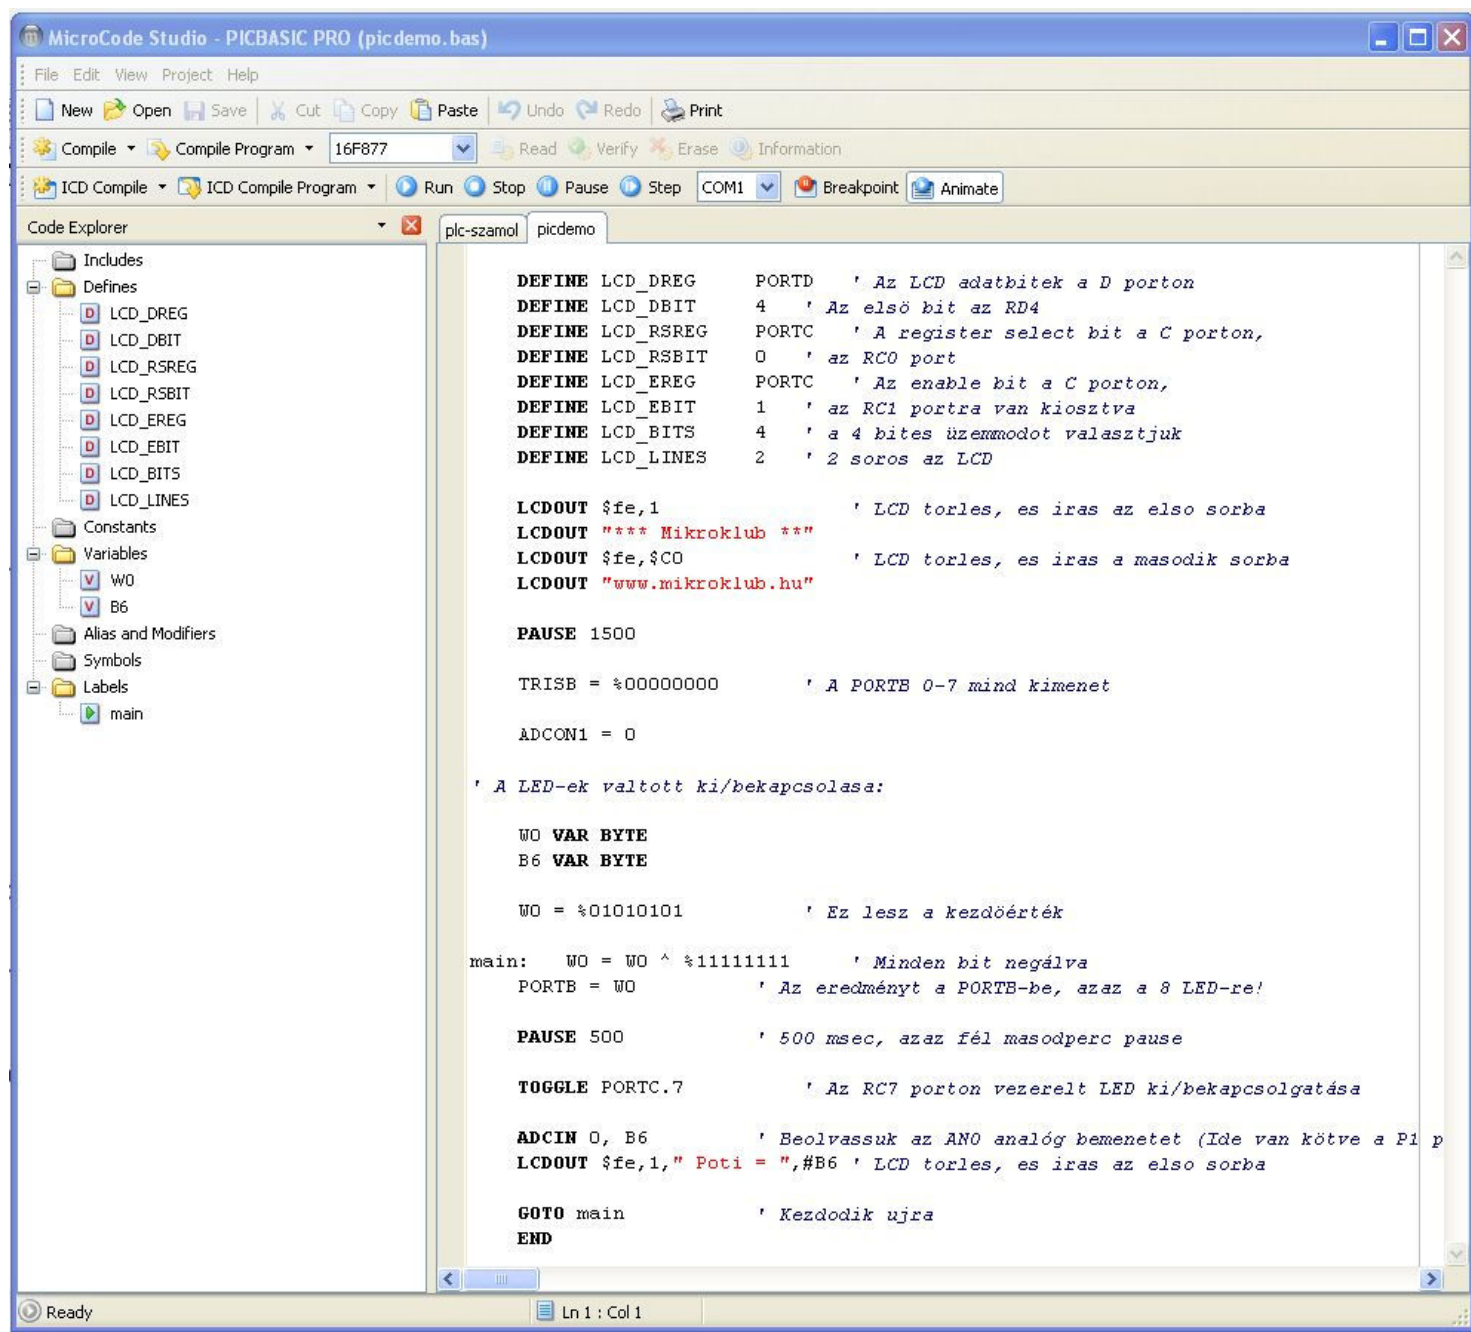 MicroCode Studio - PICBASIC PRO (picdemo.bas)
File Edit View Project Help
New Open Save Cut Copy Paste Undo Redo Print
Compile Compile Program 16F877 Read Verify Erase Information
ICD Compile ICD Compile Program Run Stop Pause Step COM1 Breakpoint Animate
Code Explorer
Includes
Defines
D LCD_DREG
D LCD_DBIT
D LCD_RSREG
D LCD_RSBIT
D LCD_EREG
D LCD_EBIT
D LCD_BITS
D LCD_LINES
Constants
Variables
V W0
V B6
Alias and Modifiers
Symbols
Labels
main
plc-szamol picdemo
DEFINE LCD_DREG PORTD ' Az LCD adatbitek a D porton
DEFINE LCD_DBIT 4 ' Az elsö bit az RD4
DEFINE LCD_RSREG PORTC ' A register select bit a C porton,
DEFINE LCD_RSBIT 0 ' az RC0 port
DEFINE LCD_EREG PORTC ' Az enable bit a C porton,
DEFINE LCD_EBIT 1 ' az RC1 portra van kiosztva
DEFINE LCD_BITS 4 ' a 4 bites üzemmodot valasztjuk
DEFINE LCD_LINES 2 ' 2 soros az LCD
LCDOUT $fe,1 ' LCD torles, es iras az elso sorba
LCDOUT "*** Mikroklub **"
LCDOUT $fe,$C0 ' LCD torles, es iras a masodik sorba
LCDOUT "www.mikroklub.hu"
PAUSE 1500
TRISB = %00000000 ' A PORTB 0-7 mind kimenet
ADCON1 = 0
' A LED-ek valtott ki/bekapcsolasa:
W0 VAR BYTE
B6 VAR BYTE
W0 = %01010101 ' Ez lesz a kezdöérték
main: W0 = W0 ^ %11111111 ' Minden bit negálva
PORTB = W0 ' Az eredményt a PORTB-be, azaz a 8 LED-re!
PAUSE 500 ' 500 msec, azaz fél masodperc pause
TOGGLE PORTC.7 ' Az RC7 porton vezerelt LED ki/bekapcsolgatása
ADCIN 0, B6 ' Beolvassuk az AN0 analóg bemenetet (Ide van kötve a P1 p
LCDOUT $fe,1," Poti = ",#B6 ' LCD torles, es iras az elso sorba
GOTO main ' Kezdodik ujra
END
Ready Ln 1 : Col 1